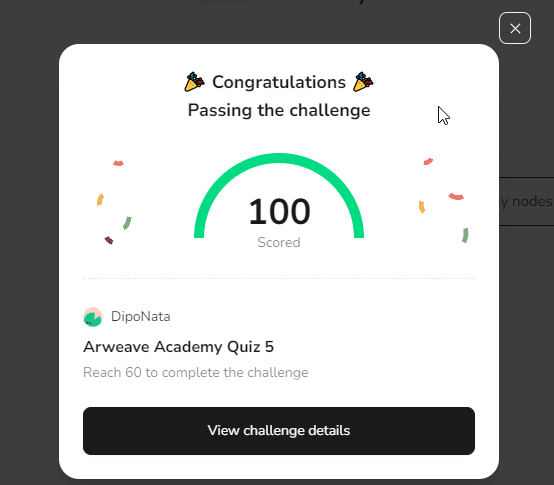 Congratulations
Passing the challenge
y nodes
100
Scored
DipoNata
Arweave Academy Quiz 5
Reach 60 to complete the challenge
View challenge details